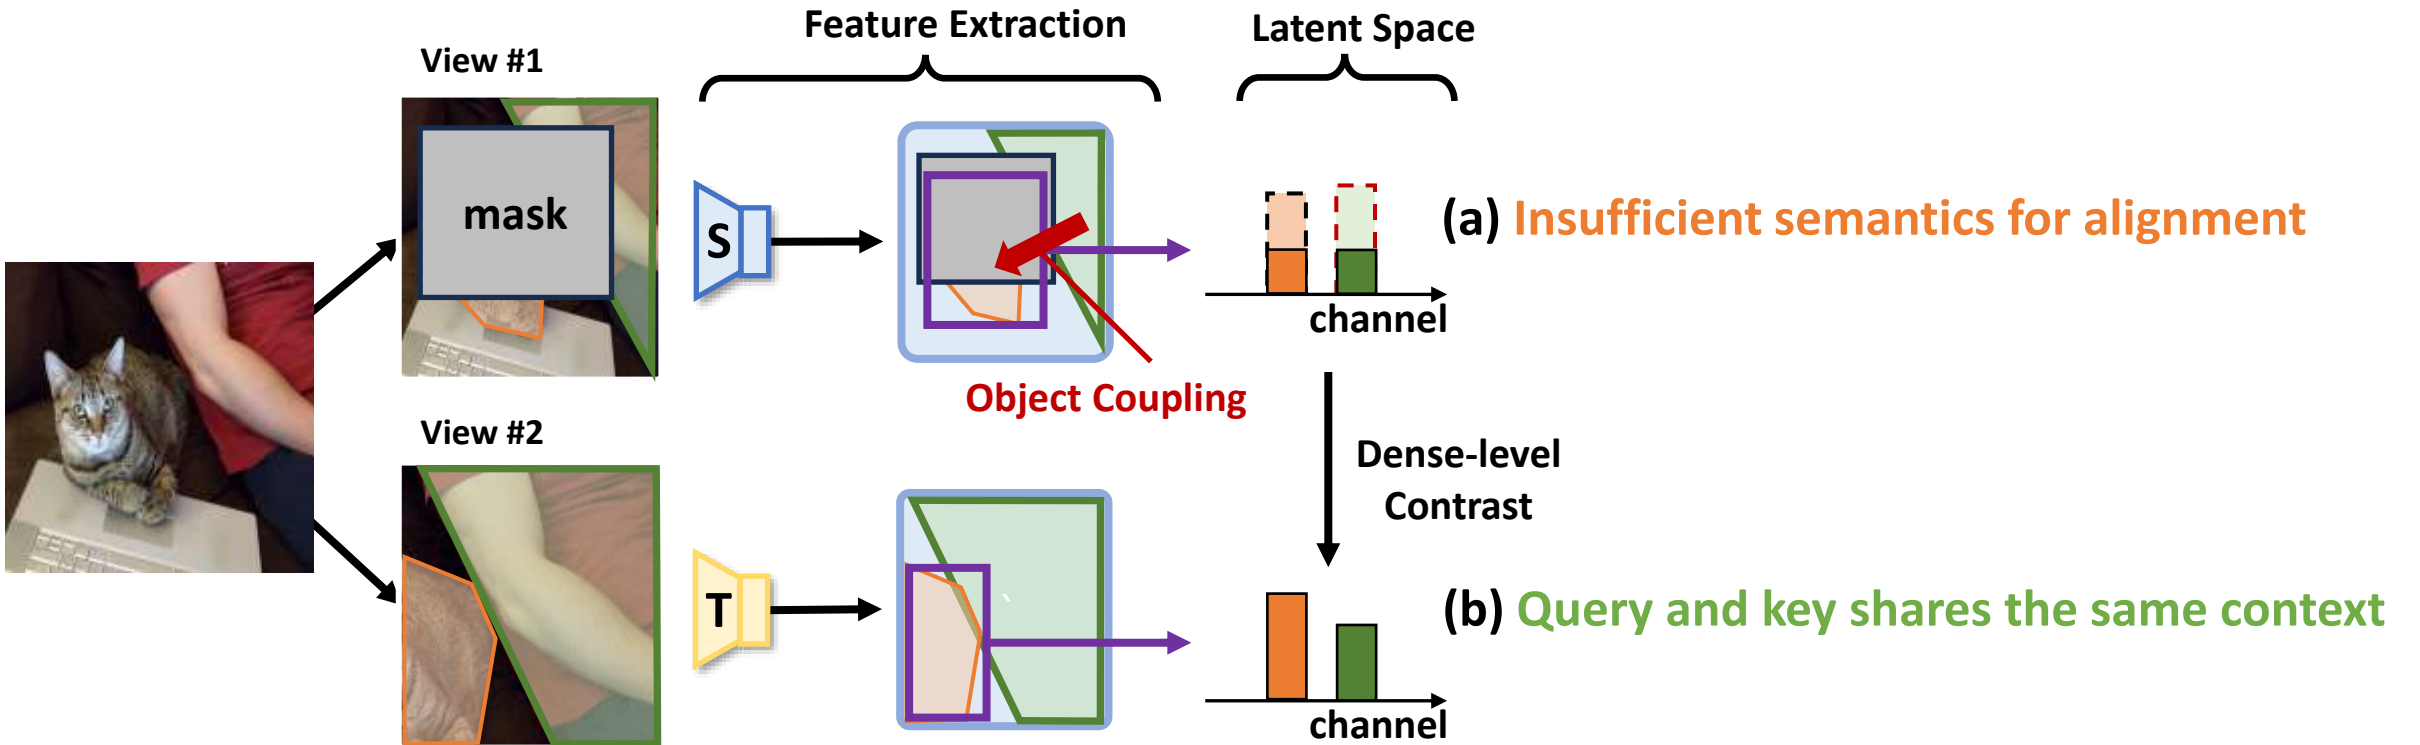 Feature Extraction
Latent Space
View #1
mask
S
(a) Insufficient semantics for alignment
channel
Object Coupling
View #2
Dense-level
Contrast
T
(b) Query and key shares the same context
channel